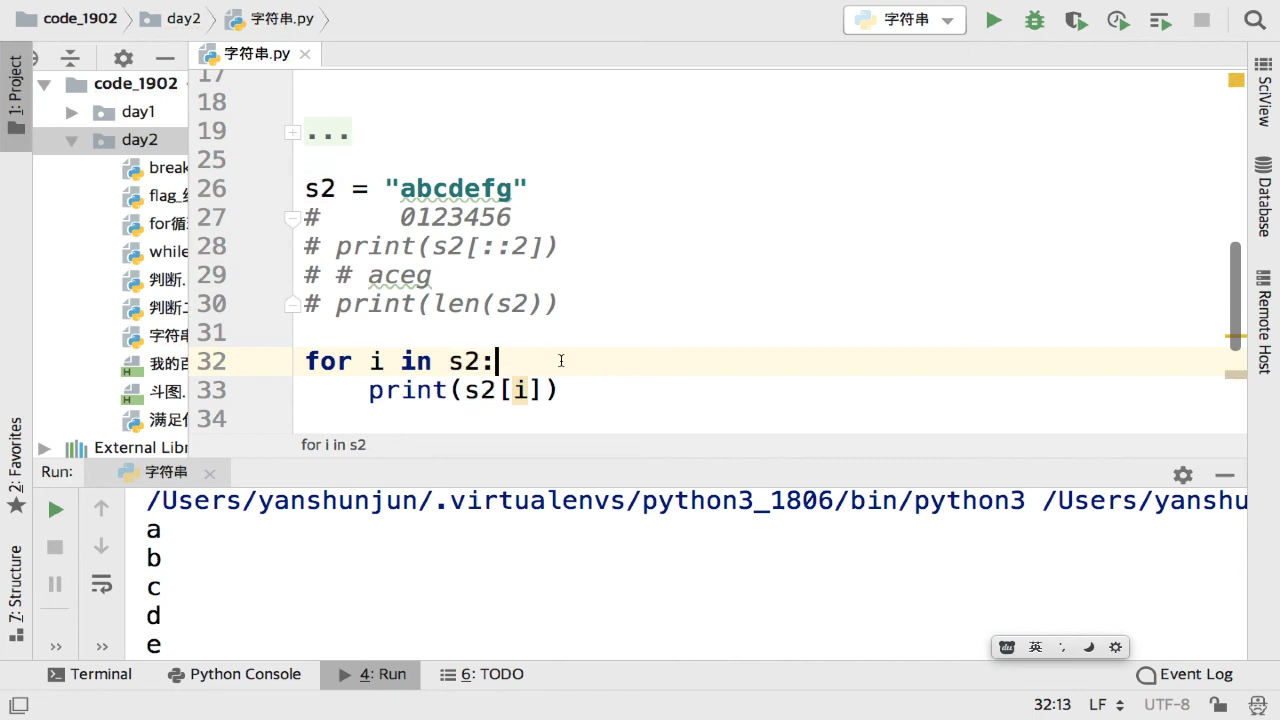 code_1902 day2 字符串.py 字符串
1: Project
字符串.py
code_1902
day1
day2
break
flag_
for循
while
判断.
判断二
字符串
我的百
斗图.
满足
External Libr
17
18
19 ...
25
26 s2 = "abcdefg"
27 # 0123456
28 # print(s2[::2])
29 # # aceg
30 # print(len(s2))
31
32 for i in s2:
33 print(s2[i])
34
for i in s2
SciView
Database
Remote Host
2: Favorites
7: Structure
Run: 字符串
/Users/yanshunjun/.virtualenvs/python3_1806/bin/python3 /Users/yanshu
a
b
c
d
e
du 英
Terminal Python Console 4: Run 6: TODO Event Log
32:13 LF UTF-8